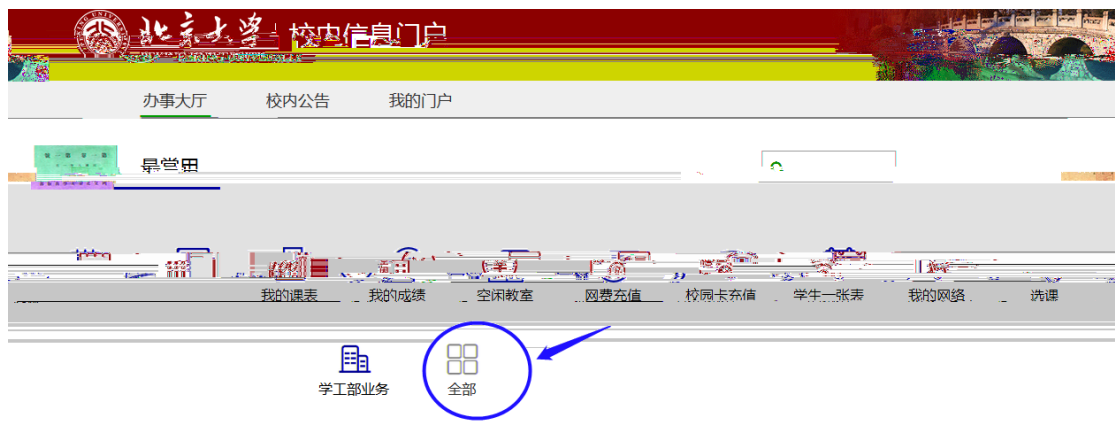 北京大学 校内信息门户
办事大厅 校内公告 我的门户
最常用
我的课表 我的成绩 空闲教室 网费充值 校园卡充值 学生一张表 我的网络 选课
学工部业务 全部